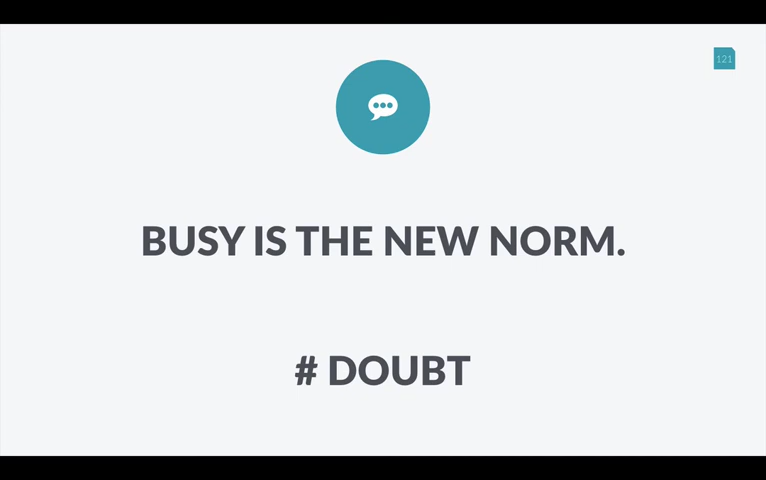 121
BUSY IS THE NEW NORM.
# DOUBT